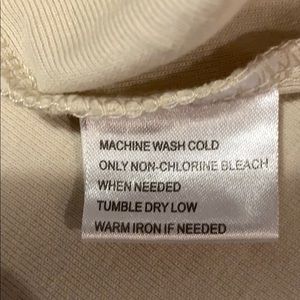 MACHINE WASH COLD
ONLY NON-CHLORINE BLEACH
WHEN NEEDED
TUMBLE DRY LOW
WARM IRON IF NEEDED